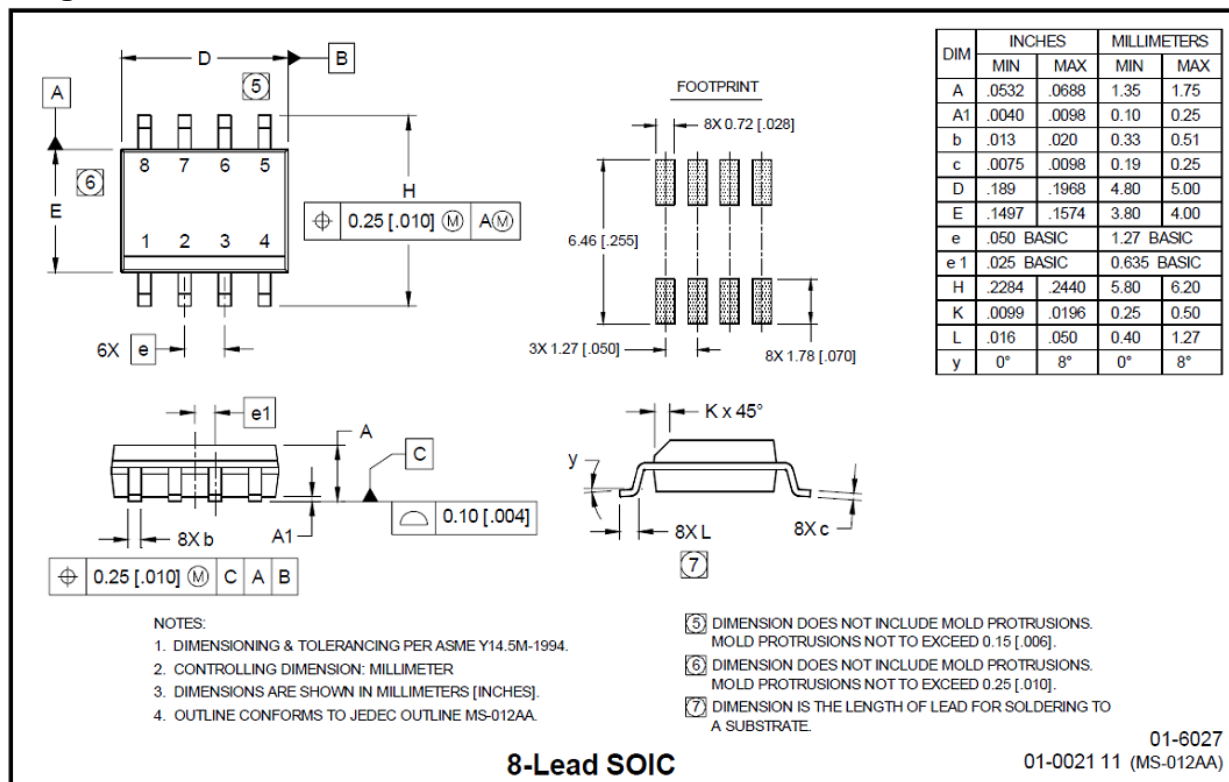 D
B
5
A
8 7 6 5
6
E
H
⌖ 0.25 [.010] Ⓜ AⓂ
1 2 3 4
6X e
FOOTPRINT
8X 0.72 [.028]
6.46 [.255]
3X 1.27 [.050]
8X 1.78 [.070]
DIM INCHES MILLIMETERS
MIN MAX MIN MAX
A .0532 .0688 1.35 1.75
A1 .0040 .0098 0.10 0.25
b .013 .020 0.33 0.51
c .0075 .0098 0.19 0.25
D .189 .1968 4.80 5.00
E .1497 .1574 3.80 4.00
e .050 BASIC 1.27 BASIC
e 1 .025 BASIC 0.635 BASIC
H .2284 .2440 5.80 6.20
K .0099 .0196 0.25 0.50
L .016 .050 0.40 1.27
y 0° 8° 0° 8°
e1
A
C
0.10 [.004]
8X b
A1
⌖ 0.25 [.010] Ⓜ C A B
K x 45°
y
8X L
8X c
7
NOTES:
1. DIMENSIONING & TOLERANCING PER ASME Y14.5M-1994.
2. CONTROLLING DIMENSION: MILLIMETER
3. DIMENSIONS ARE SHOWN IN MILLIMETERS [INCHES].
4. OUTLINE CONFORMS TO JEDEC OUTLINE MS-012AA.
5 DIMENSION DOES NOT INCLUDE MOLD PROTRUSIONS.
MOLD PROTRUSIONS NOT TO EXCEED 0.15 [.006].
6 DIMENSION DOES NOT INCLUDE MOLD PROTRUSIONS.
MOLD PROTRUSIONS NOT TO EXCEED 0.25 [.010].
7 DIMENSION IS THE LENGTH OF LEAD FOR SOLDERING TO
A SUBSTRATE.
8-Lead SOIC
01-6027
01-0021 11 (MS-012AA)